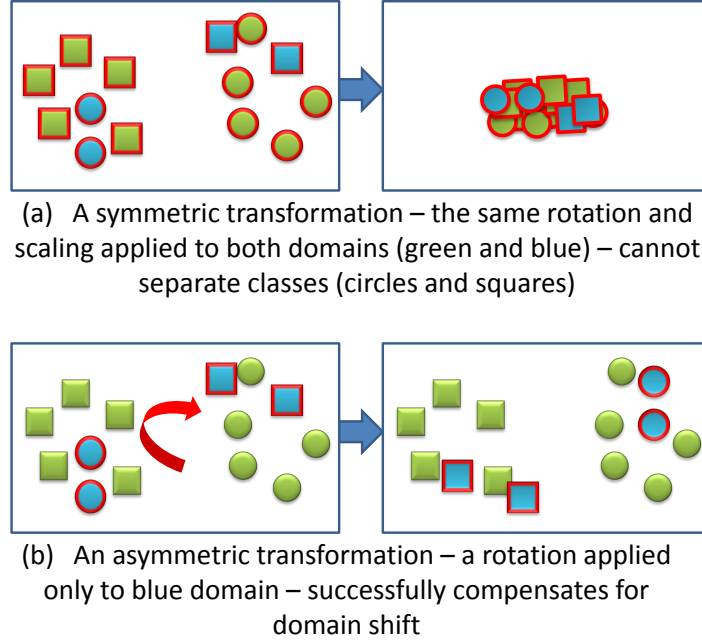 (a) A symmetric transformation – the same rotation and
scaling applied to both domains (green and blue) – cannot
separate classes (circles and squares)
(b) An asymmetric transformation – a rotation applied
only to blue domain – successfully compensates for
domain shift